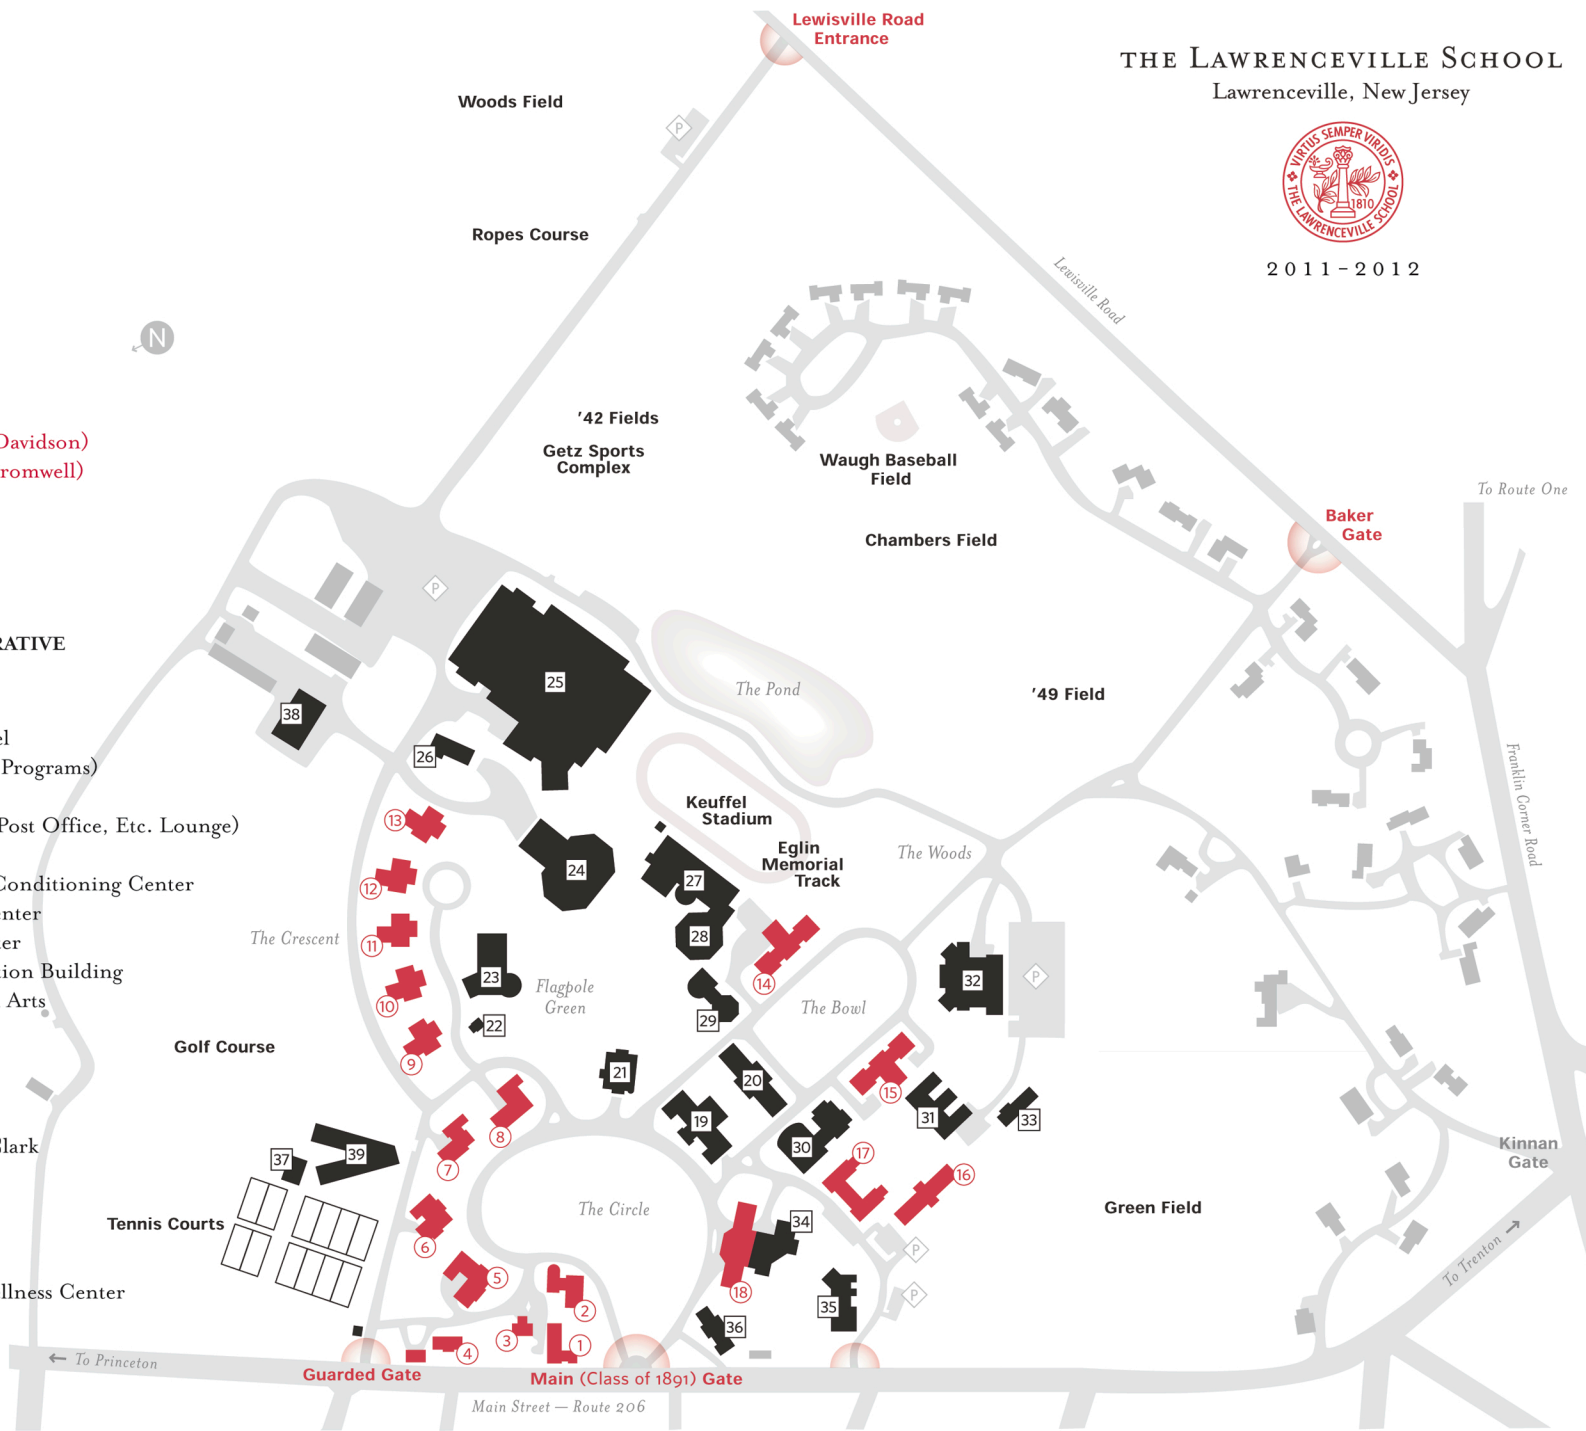 Lewisville Road
Entrance
THE LAWRENCEVILLE SCHOOL
Lawrenceville, New Jersey
VIRTUS SEMPER VIRIDIS
THE LAWRENCEVILLE SCHOOL
1810
2011-2012
Woods Field
P
Ropes Course
Lewisville Road
N
'42 Fields
Getz Sports
Complex
Waugh Baseball
Field
Chambers Field
Davidson)
romwell)
To Route One
Baker
Gate
P
RATIVE
25
The Pond
'49 Field
38
26
el
Programs)
Franklin Corner Road
Keuffel
Stadium
13
Post Office, Etc. Lounge)
Eglin
Memorial
Track
The Woods
24
27
12
Conditioning Center
enter
11
The Crescent
28
er
ion Building
Arts
23
Flagpole
Green
14
32
P
10
The Bowl
22
29
Golf Course
9
21
20
15
19
31
33
8
lark
37
39
7
30
17
16
Kinnan
Gate
Tennis Courts
The Circle
Green Field
34
6
P
To Trenton
5
18
P
llness Center
2
35
3
36
1
4
To Princeton
Guarded Gate
Main (Class of 1891) Gate
Main Street — Route 206